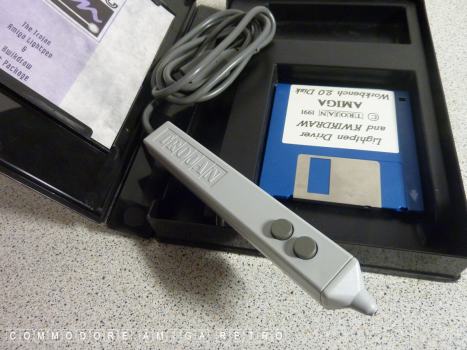 The Trojan
Amiga Lightpen
&
Kwikdraw
Package
TROJAN
Lightpen Driver
and KWIKDRAW
© TROJAN 1991
AMIGA
Workbench 2.0 Disk
COMMODORE AMIGA RETRO